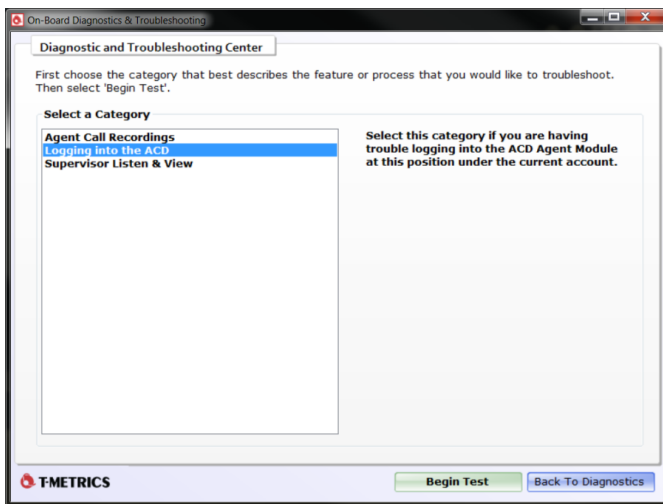 On-Board Diagnostics & Troubleshooting
Diagnostic and Troubleshooting Center
First choose the category that best describes the feature or process that you would like to troubleshoot.
Then select 'Begin Test'.
Select a Category
Agent Call Recordings
Logging into the ACD
Supervisor Listen & View
Select this category if you are having
trouble logging into the ACD Agent Module
at this position under the current account.
T-METRICS
Begin Test
Back To Diagnostics